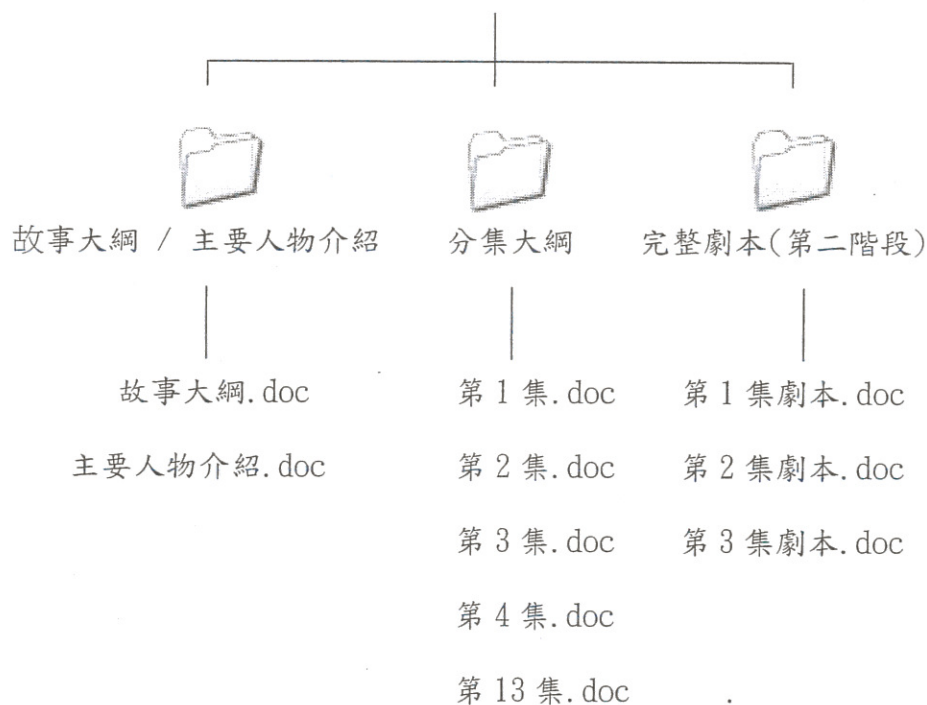 故事大綱 / 主要人物介紹
分集大綱
完整劇本(第二階段)
故事大綱.doc
第 1 集.doc
第 1 集劇本.doc
主要人物介紹.doc
第 2 集.doc
第 2 集劇本.doc
第 3 集.doc
第 3 集劇本.doc
第 4 集.doc
第 13 集.doc